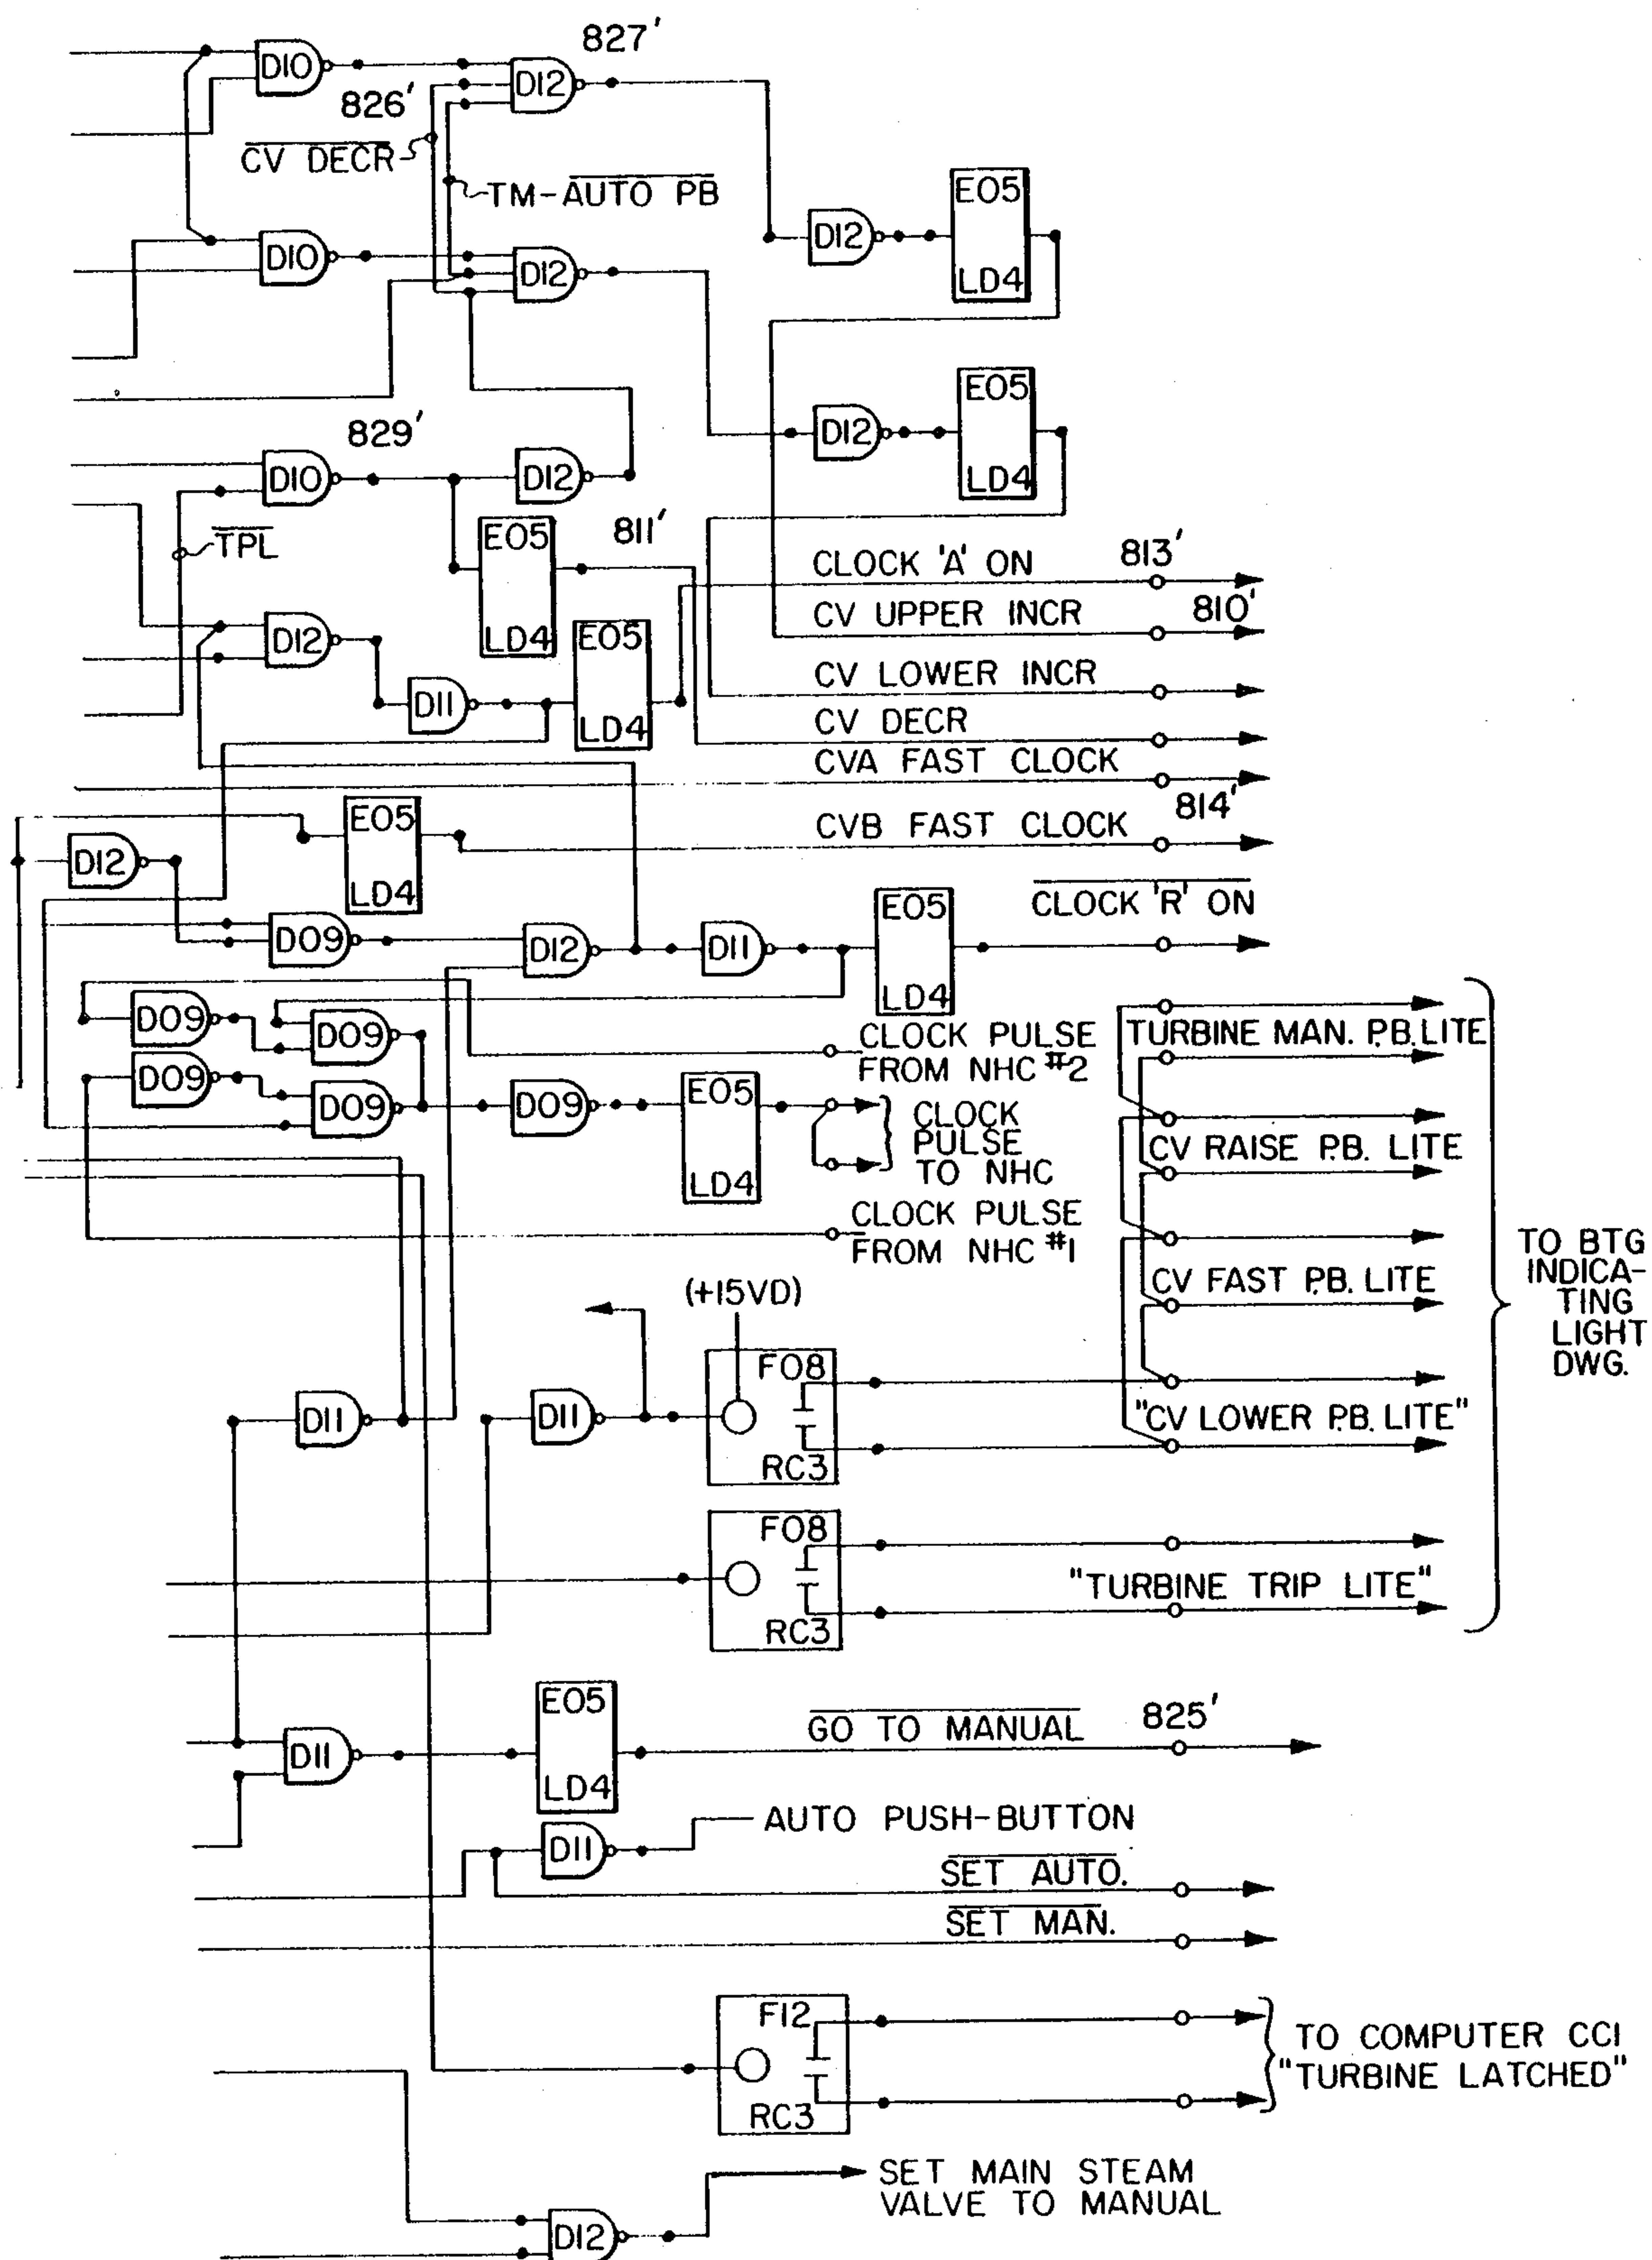 827'
D10
D12
826'
CV DECR
TM-AUTO PB
E05
D12
LD4
D10
D12
E05
D12
LD4
829'
D10
D12
TPL
E05
811'
LD4
CLOCK 'A' ON
813'
CV UPPER INCR
810'
D12
E05
CV LOWER INCR
D11
LD4
CV DECR
CVA FAST CLOCK
814'
E05
CVB FAST CLOCK
D12
LD4
CLOCK 'R' ON
E05
D09
D12
D11
LD4
D09
D09
CLOCK PULSE
FROM NHC #2
TURBINE MAN. P.B. LITE
D09
D09
D09
E05
LD4
CLOCK
PULSE
TO NHC
CV RAISE P.B. LITE
CLOCK PULSE
FROM NHC #1
CV FAST P.B. LITE
TO BTG
INDICA-
TING
LIGHT
DWG.
(+15VD)
F08
D11
D11
RC3
"CV LOWER P.B. LITE"
F08
RC3
"TURBINE TRIP LITE"
E05
GO TO MANUAL
825'
D11
LD4
AUTO PUSH-BUTTON
D11
SET AUTO.
SET MAN.
F12
RC3
TO COMPUTER CCI
"TURBINE LATCHED"
SET MAIN STEAM
VALVE TO MANUAL
D12